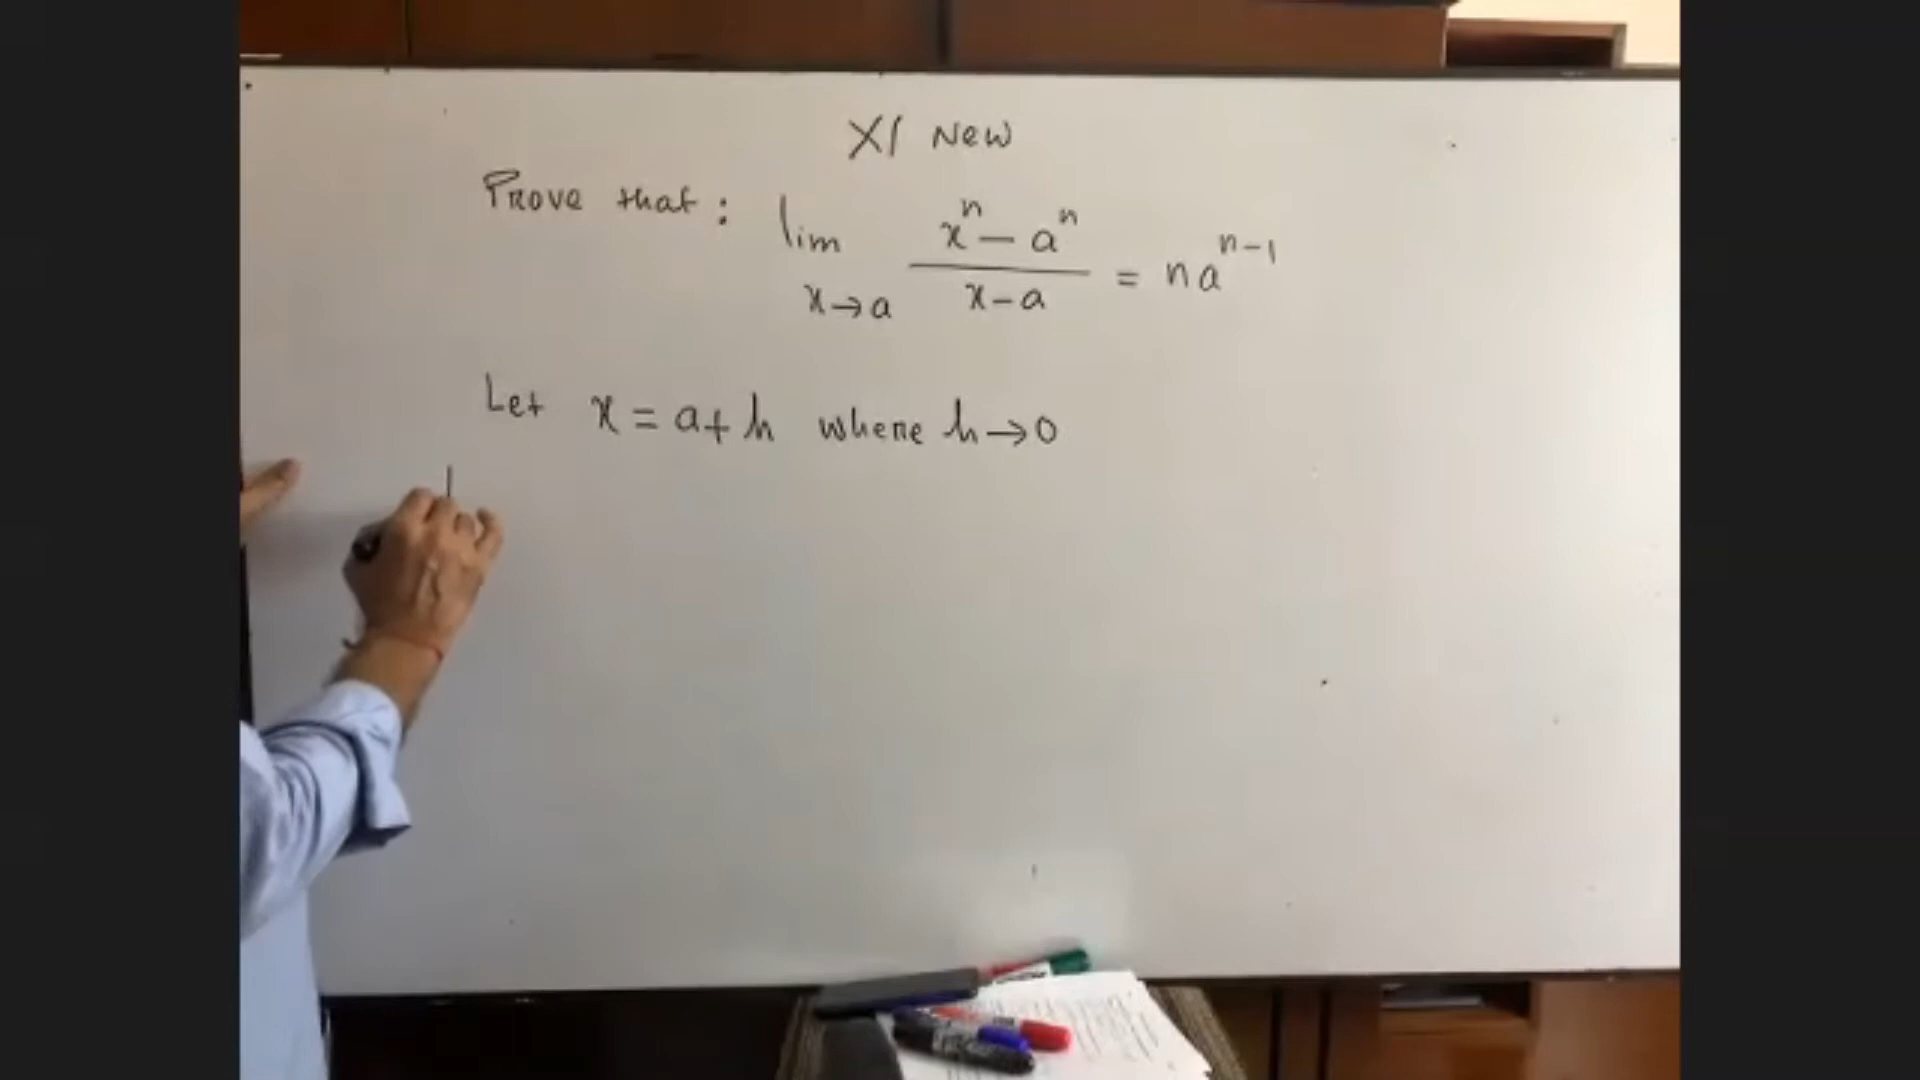 XI New
Prove that: lim x→a (xⁿ − aⁿ)/(x − a) = naⁿ⁻¹
Let x = a + h where h→0